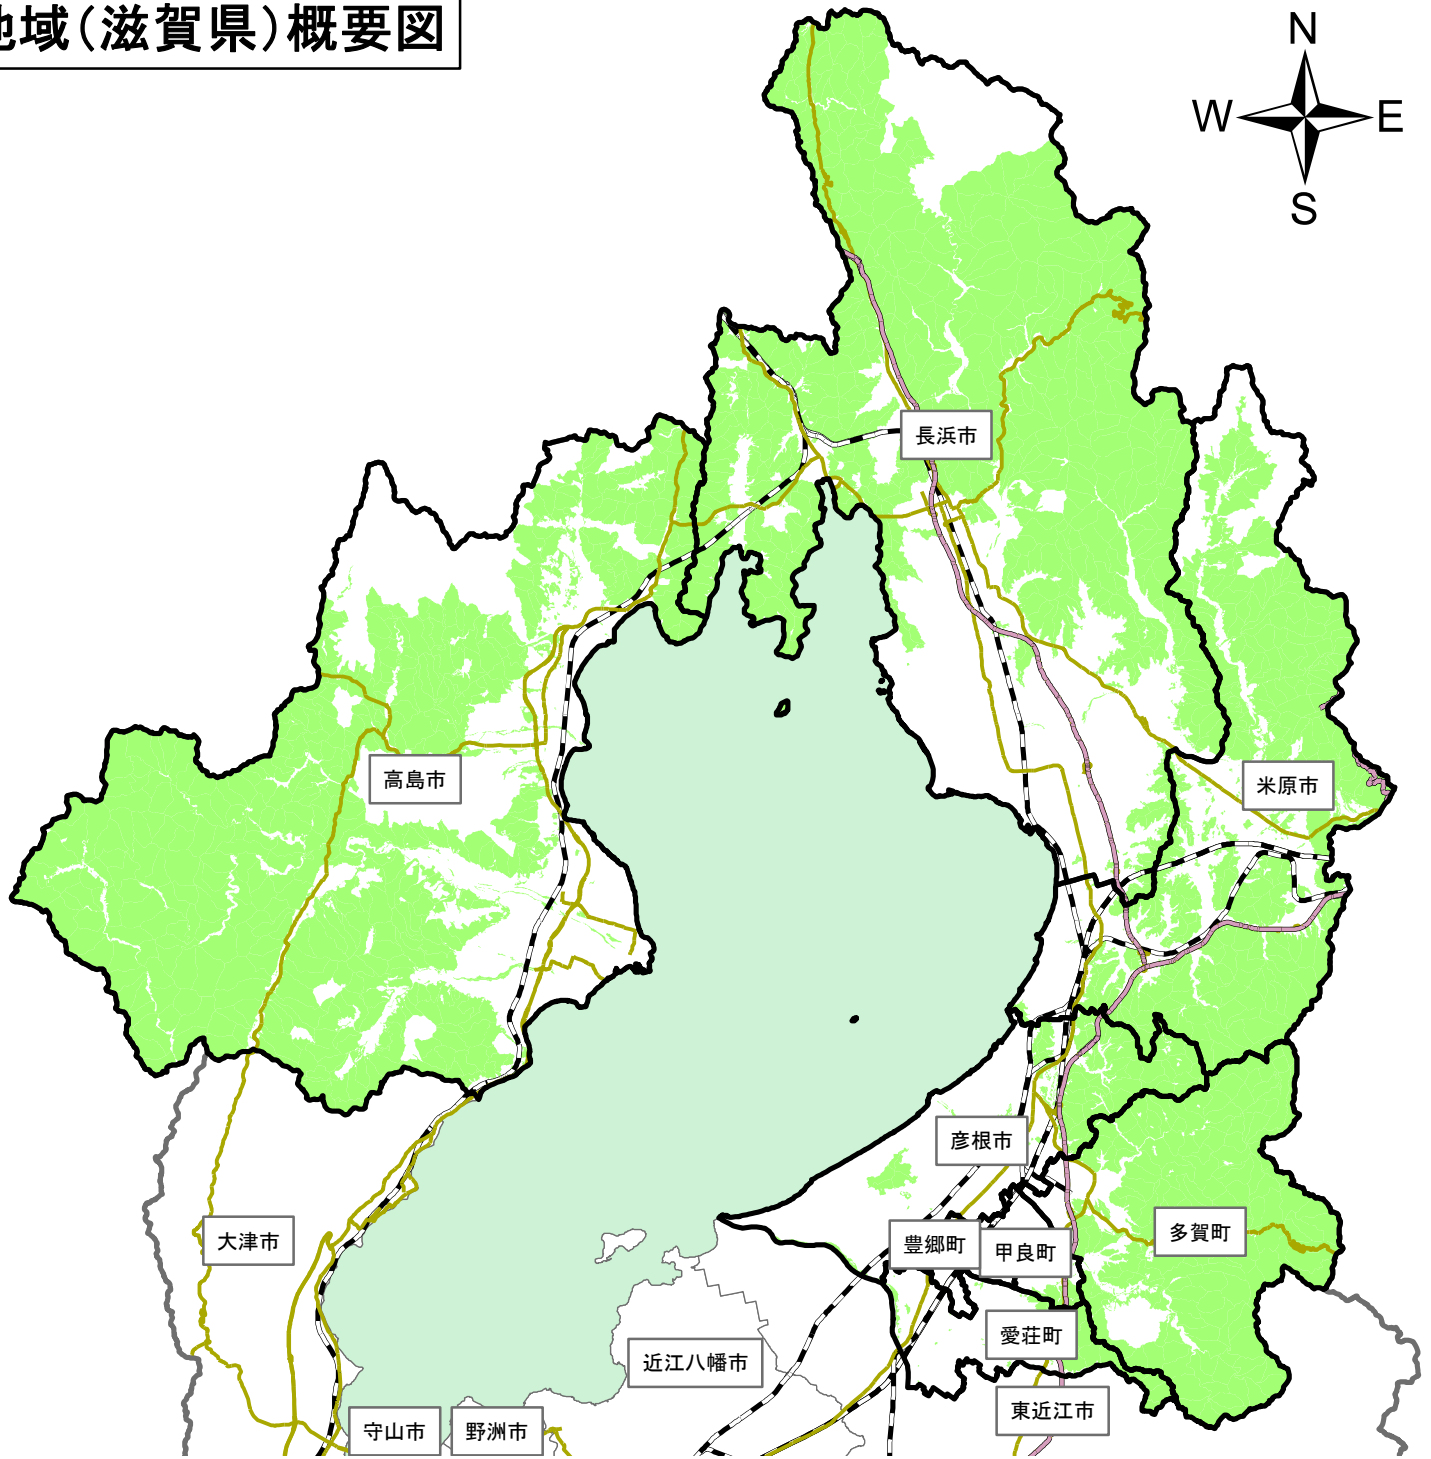 地域(滋賀県)概要図
N
W E
S
長浜市
高島市
米原市
彦根市
大津市
豊郷町
甲良町
多賀町
愛荘町
近江八幡市
東近江市
守山市
野洲市